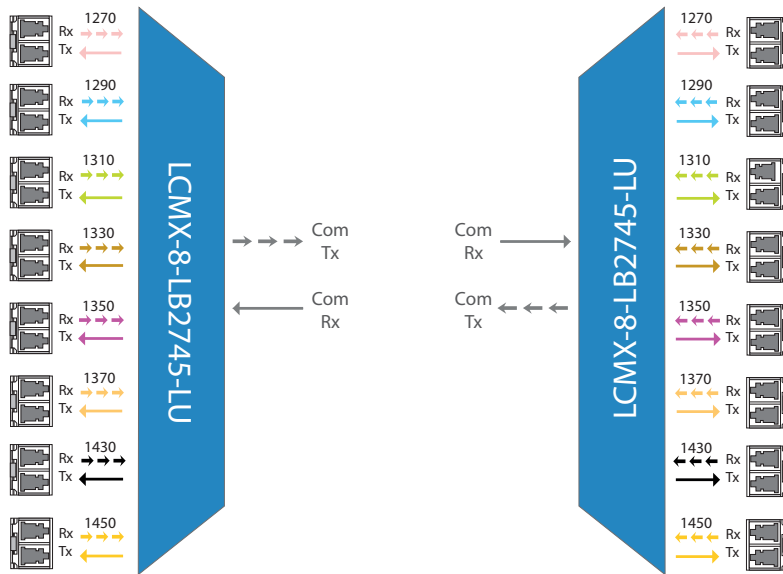 1270
Rx
Tx
1290
Rx
Tx
1310
Rx
Tx
1330
Rx
Tx
1350
Rx
Tx
1370
Rx
Tx
1430
Rx
Tx
1450
Rx
Tx
LCMX-8-LB2745-LU
Com
Tx
Com
Rx
Com
Rx
Com
Tx
LCMX-8-LB2745-LU
1270
Rx
Tx
1290
Rx
Tx
1310
Rx
Tx
1330
Rx
Tx
1350
Rx
Tx
1370
Rx
Tx
1430
Rx
Tx
1450
Rx
Tx